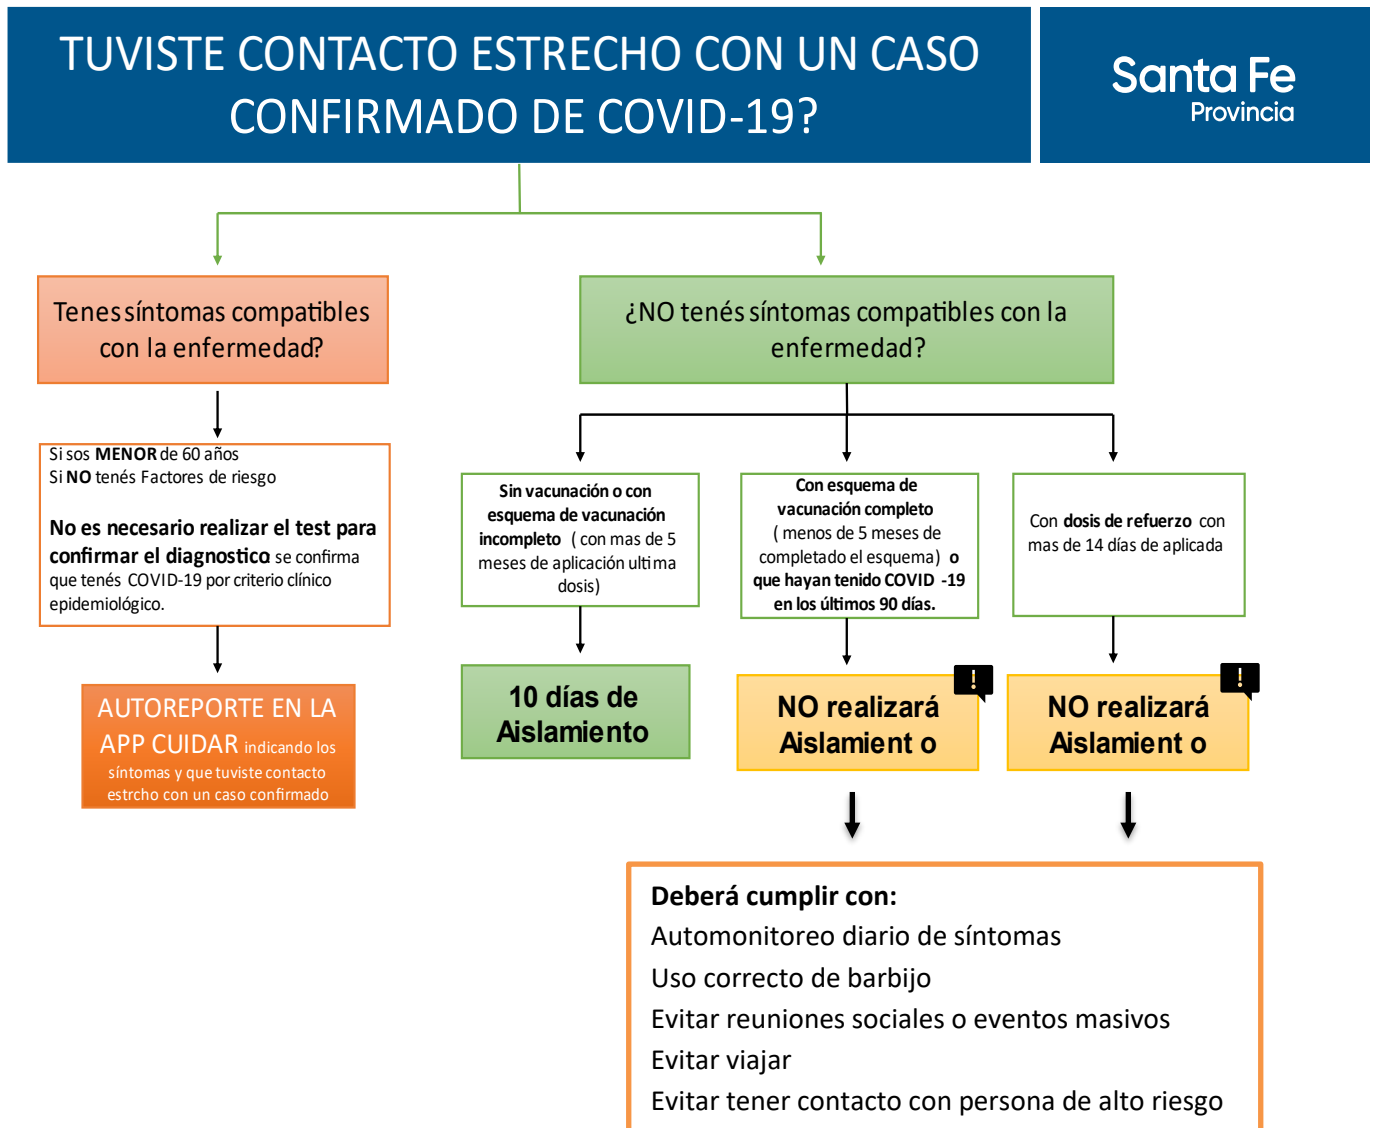 TUVISTE CONTACTO ESTRECHO CON UN CASO
CONFIRMADO DE COVID-19?
Santa Fe
Provincia
Tenes síntomas compatibles
con la enfermedad?
¿NO tenés síntomas compatibles con la
enfermedad?
Si sos MENOR de 60 años
Si NO tenés Factores de riesgo
No es necesario realizar el test para
confirmar el diagnostico: se confirma
que tenés COVID-19 por criterio clínico
epidemiológico.
AUTOREPORTE EN LA
APP CUIDAR indicando los
síntomas y que tuviste contacto
estrcho con un caso confirmado
Sin vacunación o con
esquema de vacunación
incompleto ( con mas de 5
meses de aplicación ultima
dosis)
10 días de
Aislamiento
Con esquema de
vacunación completo
( menos de 5 meses de
completado el esquema) o
que hayan tenido COVID -19
en los últimos 90 días.
!
NO realizará
Aislamient o
Con dosis de refuerzo con
mas de 14 días de aplicada
!
NO realizará
Aislamient o
Deberá cumplir con:
Automonitoreo diario de síntomas
Uso correcto de barbijo
Evitar reuniones sociales o eventos masivos
Evitar viajar
Evitar tener contacto con persona de alto riesgo